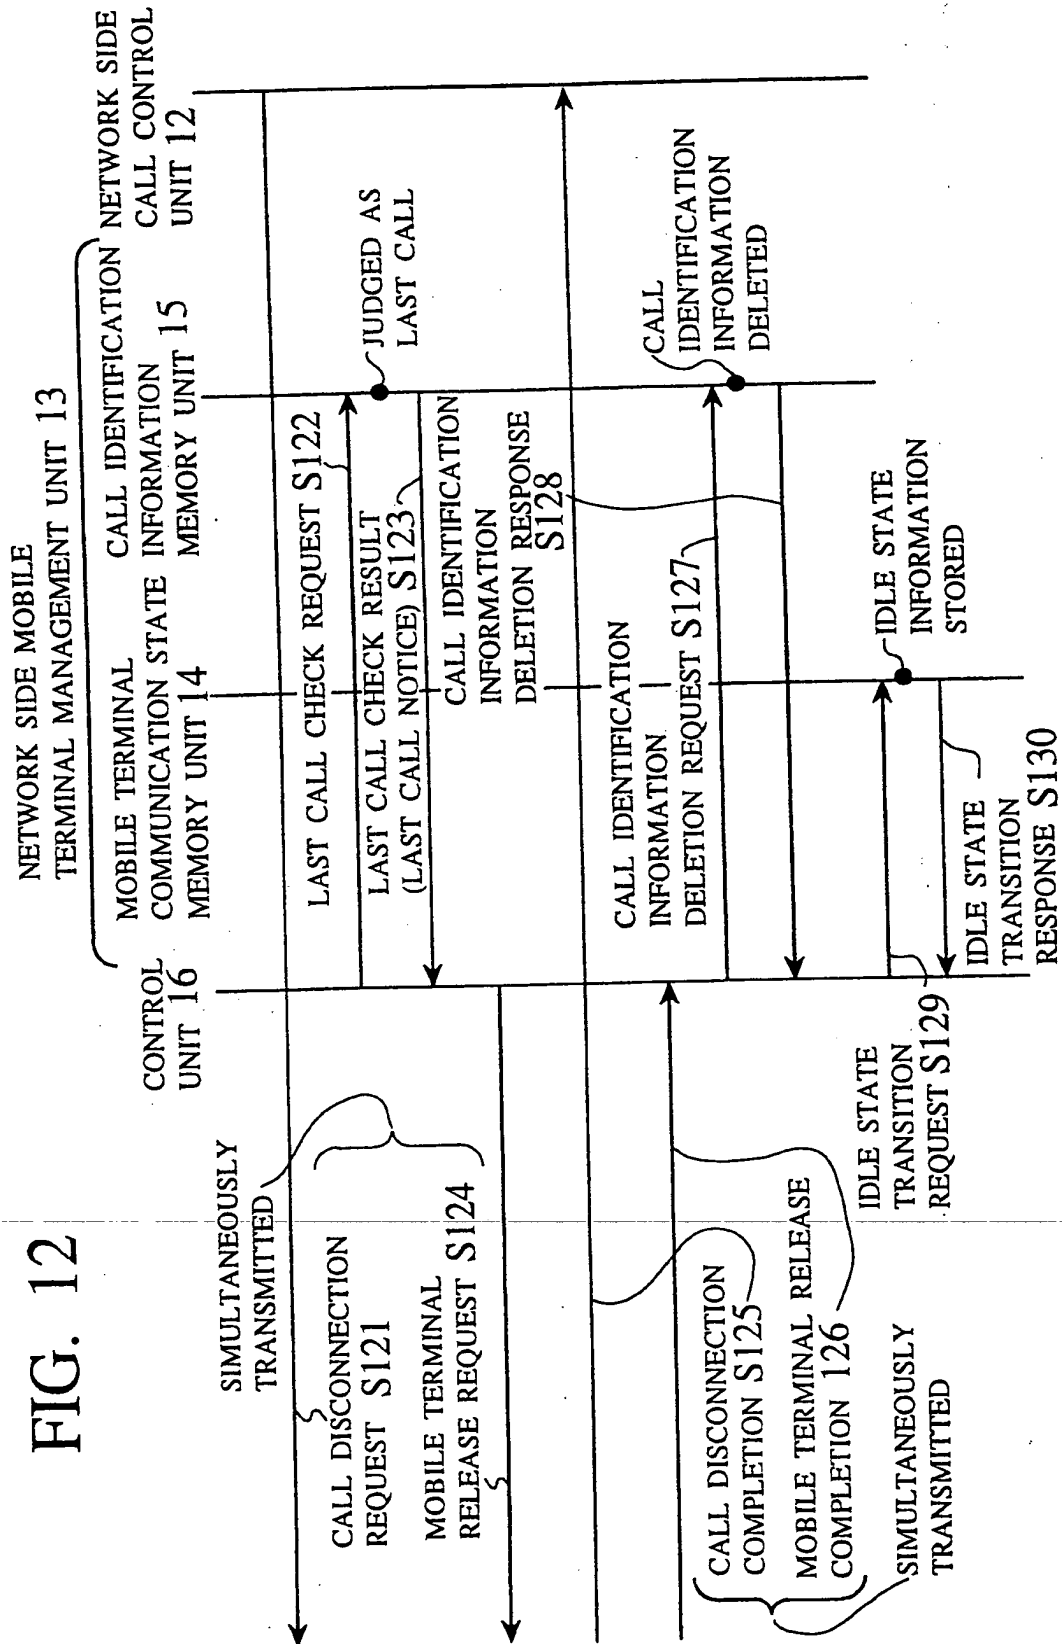 FIG. 12
NETWORK SIDE MOBILE
TERMINAL MANAGEMENT UNIT 13
CONTROL
UNIT 16
MOBILE TERMINAL
COMMUNICATION STATE
MEMORY UNIT 14
CALL IDENTIFICATION
INFORMATION
MEMORY UNIT 15
NETWORK SIDE
CALL CONTROL
UNIT 12
SIMULTANEOUSLY
TRANSMITTED
CALL DISCONNECTION
REQUEST S121
LAST CALL CHECK REQUEST S122
JUDGED AS
LAST CALL
LAST CALL CHECK RESULT
(LAST CALL NOTICE) S123
MOBILE TERMINAL
RELEASE REQUEST S124
CALL IDENTIFICATION
INFORMATION
DELETION RESPONSE
S128
CALL IDENTIFICATION
INFORMATION
DELETION REQUEST S127
CALL
IDENTIFICATION
INFORMATION
DELETED
CALL DISCONNECTION
COMPLETION S125
MOBILE TERMINAL RELEASE
COMPLETION 126
SIMULTANEOUSLY
TRANSMITTED
IDLE STATE
TRANSITION
REQUEST S129
IDLE STATE
INFORMATION
STORED
IDLE STATE
TRANSITION
RESPONSE S130